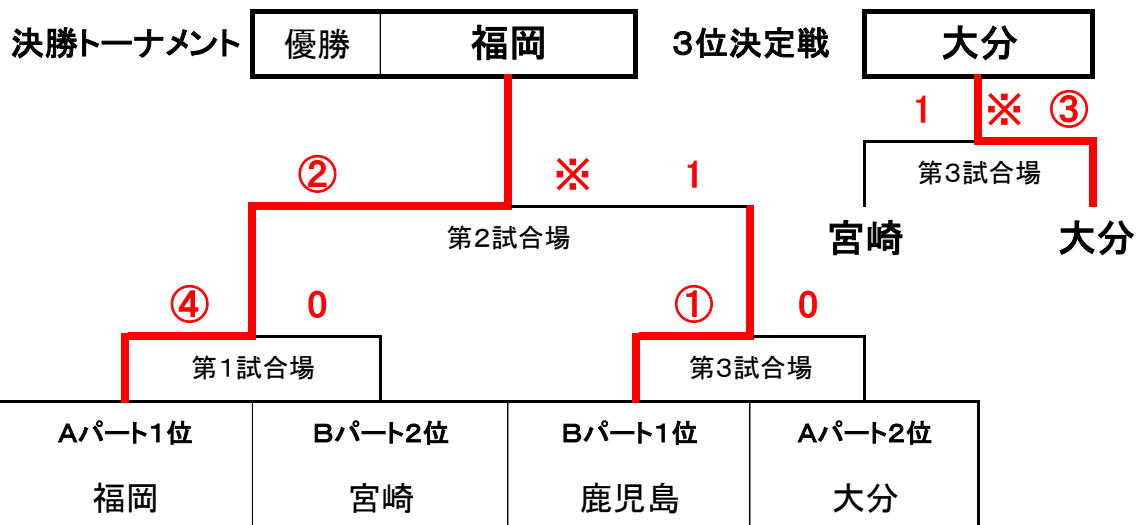 決勝トーナメント 優勝 福岡 3位決定戦 大分
1 ※ ③
② ※ 1 第3試合場
第2試合場 宮崎 大分
④ 0 ① 0
第1試合場 第3試合場
Aパート1位 Bパート2位 Bパート1位 Aパート2位
福岡 宮崎 鹿児島 大分